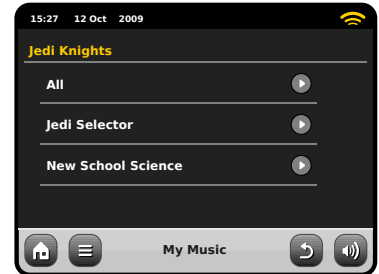 15:27 12 Oct 2009
Jedi Knights
All
Jedi Selector
New School Science
My Music